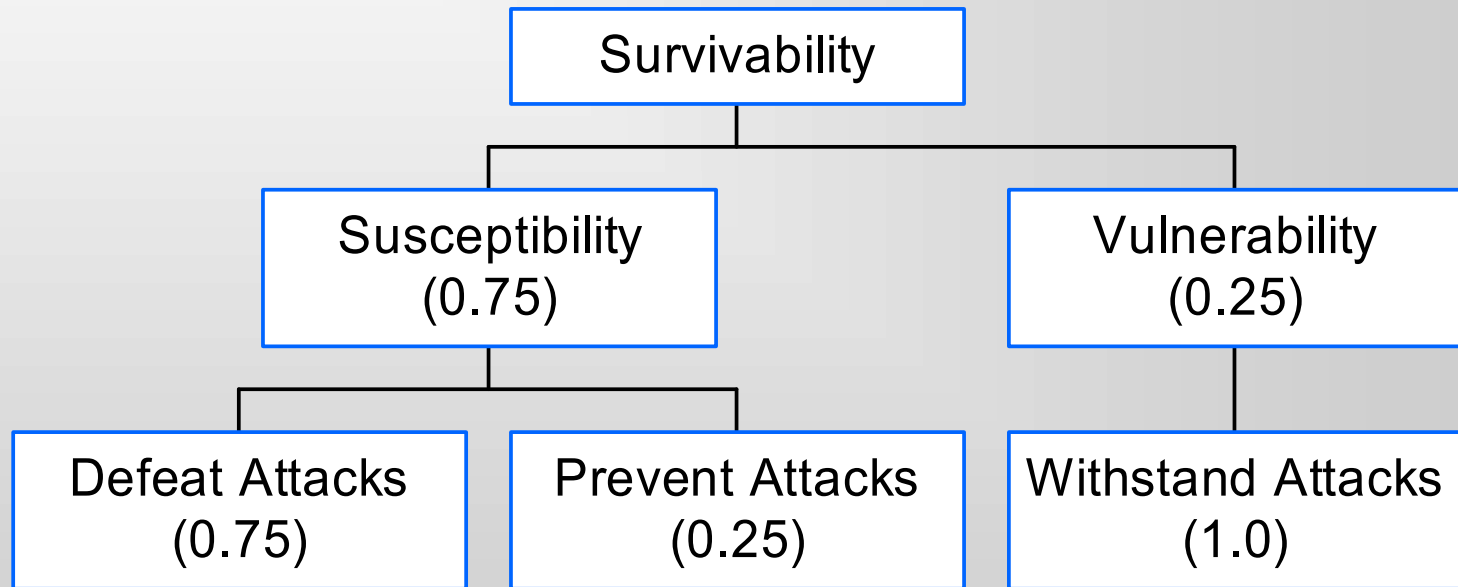 Survivability
Susceptibility
(0.75)
Vulnerability
(0.25)
Defeat Attacks
(0.75)
Prevent Attacks
(0.25)
Withstand Attacks
(1.0)